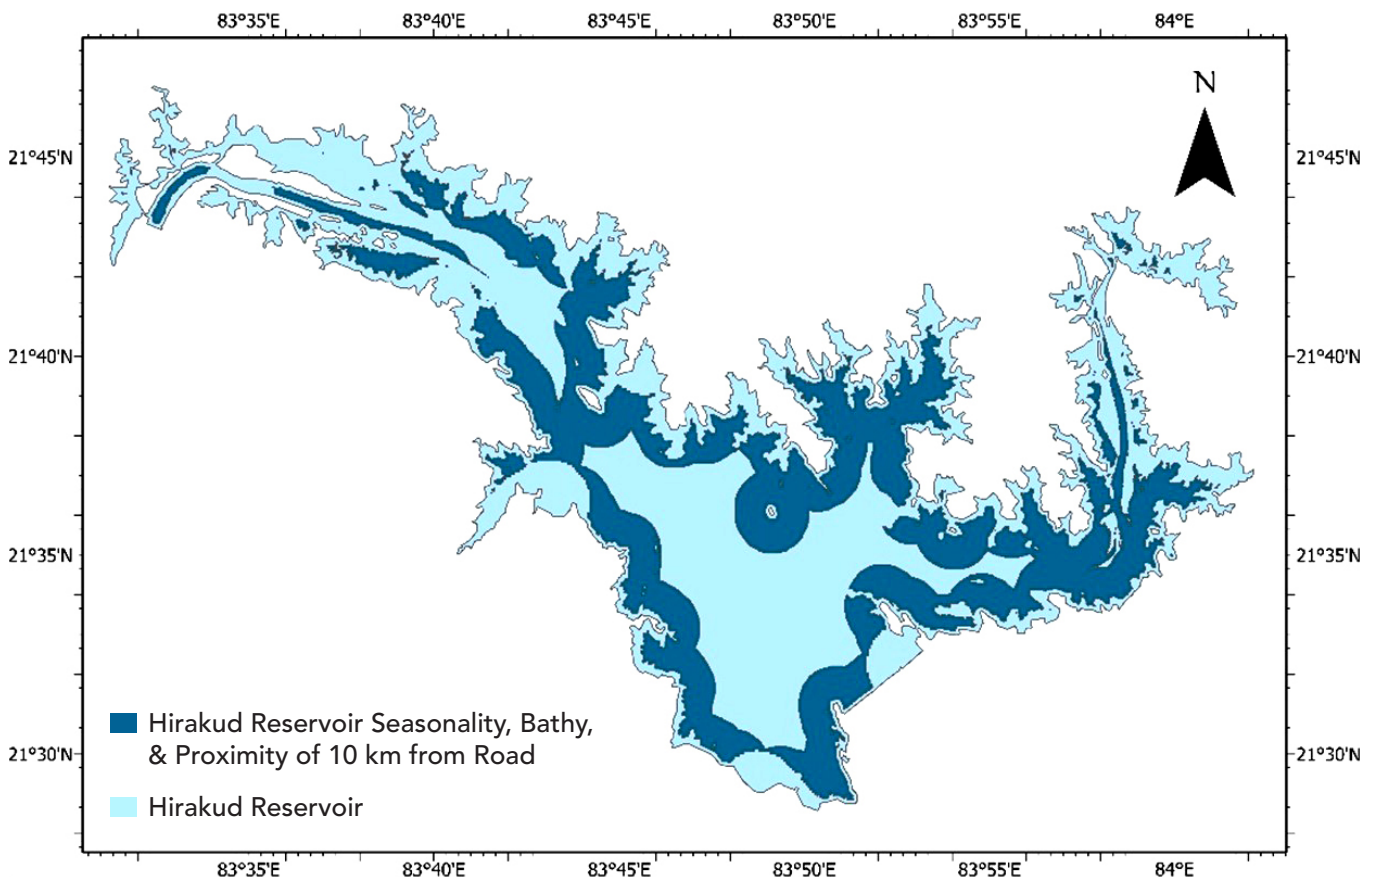 83°35'E 83°40'E 83°45'E 83°50'E 83°55'E 84°E
N
21°45'N 21°45'N
21°40'N 21°40'N
21°35'N 21°35'N
Hirakud Reservoir Seasonality, Bathy,
& Proximity of 10 km from Road
21°30'N 21°30'N
Hirakud Reservoir
83°35'E 83°40'E 83°45'E 83°50'E 83°55'E 84°E